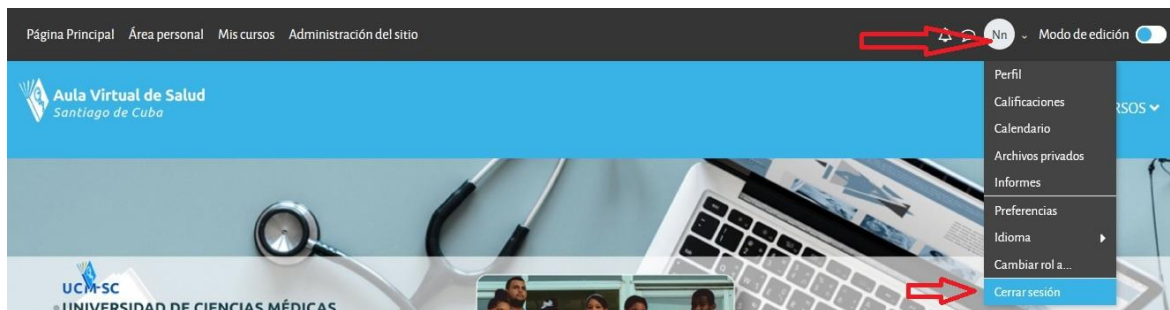 Página Principal Área personal Mis cursos Administración del sitio Nn Modo de edición
Aula Virtual de Salud
Santiago de Cuba
Perfil
Calificaciones
Calendario
Archivos privados
Informes
Preferencias
Idioma
Cambiar rol a...
Cerrar sesión
RSOS
UCM-SC
UNIVERSIDAD DE CIENCIAS MÉDICAS